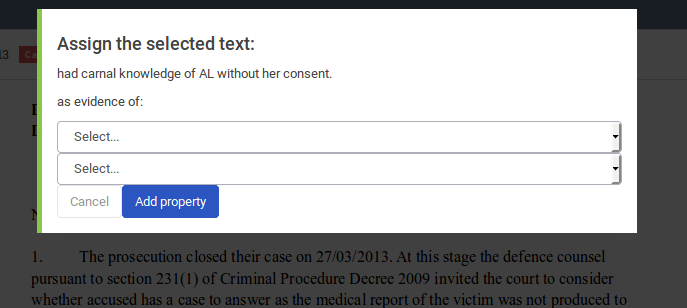 13 Ca
Assign the selected text:
had carnal knowledge of AL without her consent.
as evidence of:
Select...
Select...
Cancel Add property
1. The prosecution closed their case on 27/03/2013. At this stage the defence counsel
pursuant to section 231(1) of Criminal Procedure Decree 2009 invited the court to consider
whether accused has a case to answer as the medical report of the victim was not produced to